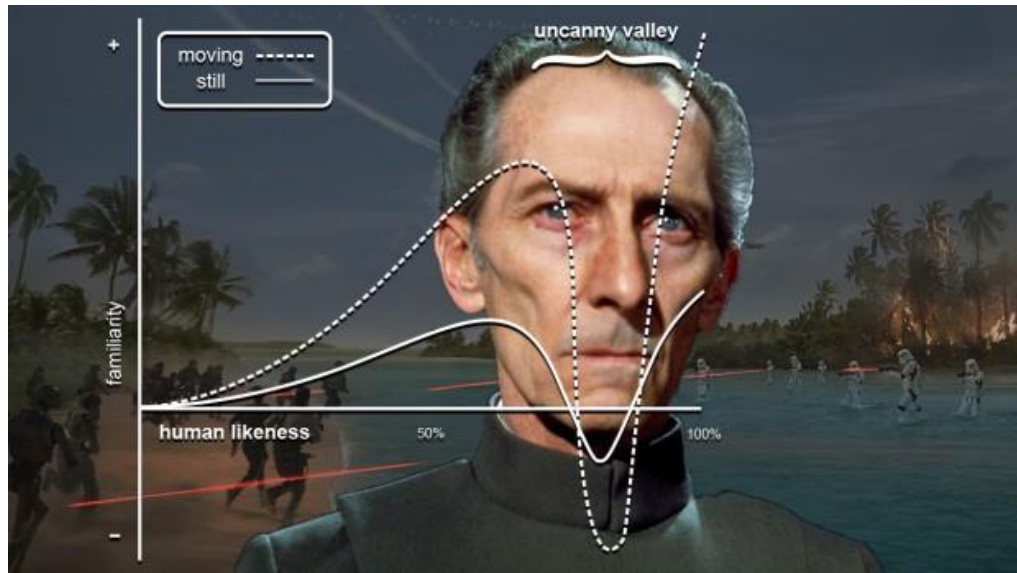 uncanny valley
+
moving
still
familiarity
human likeness
50%
100%
−